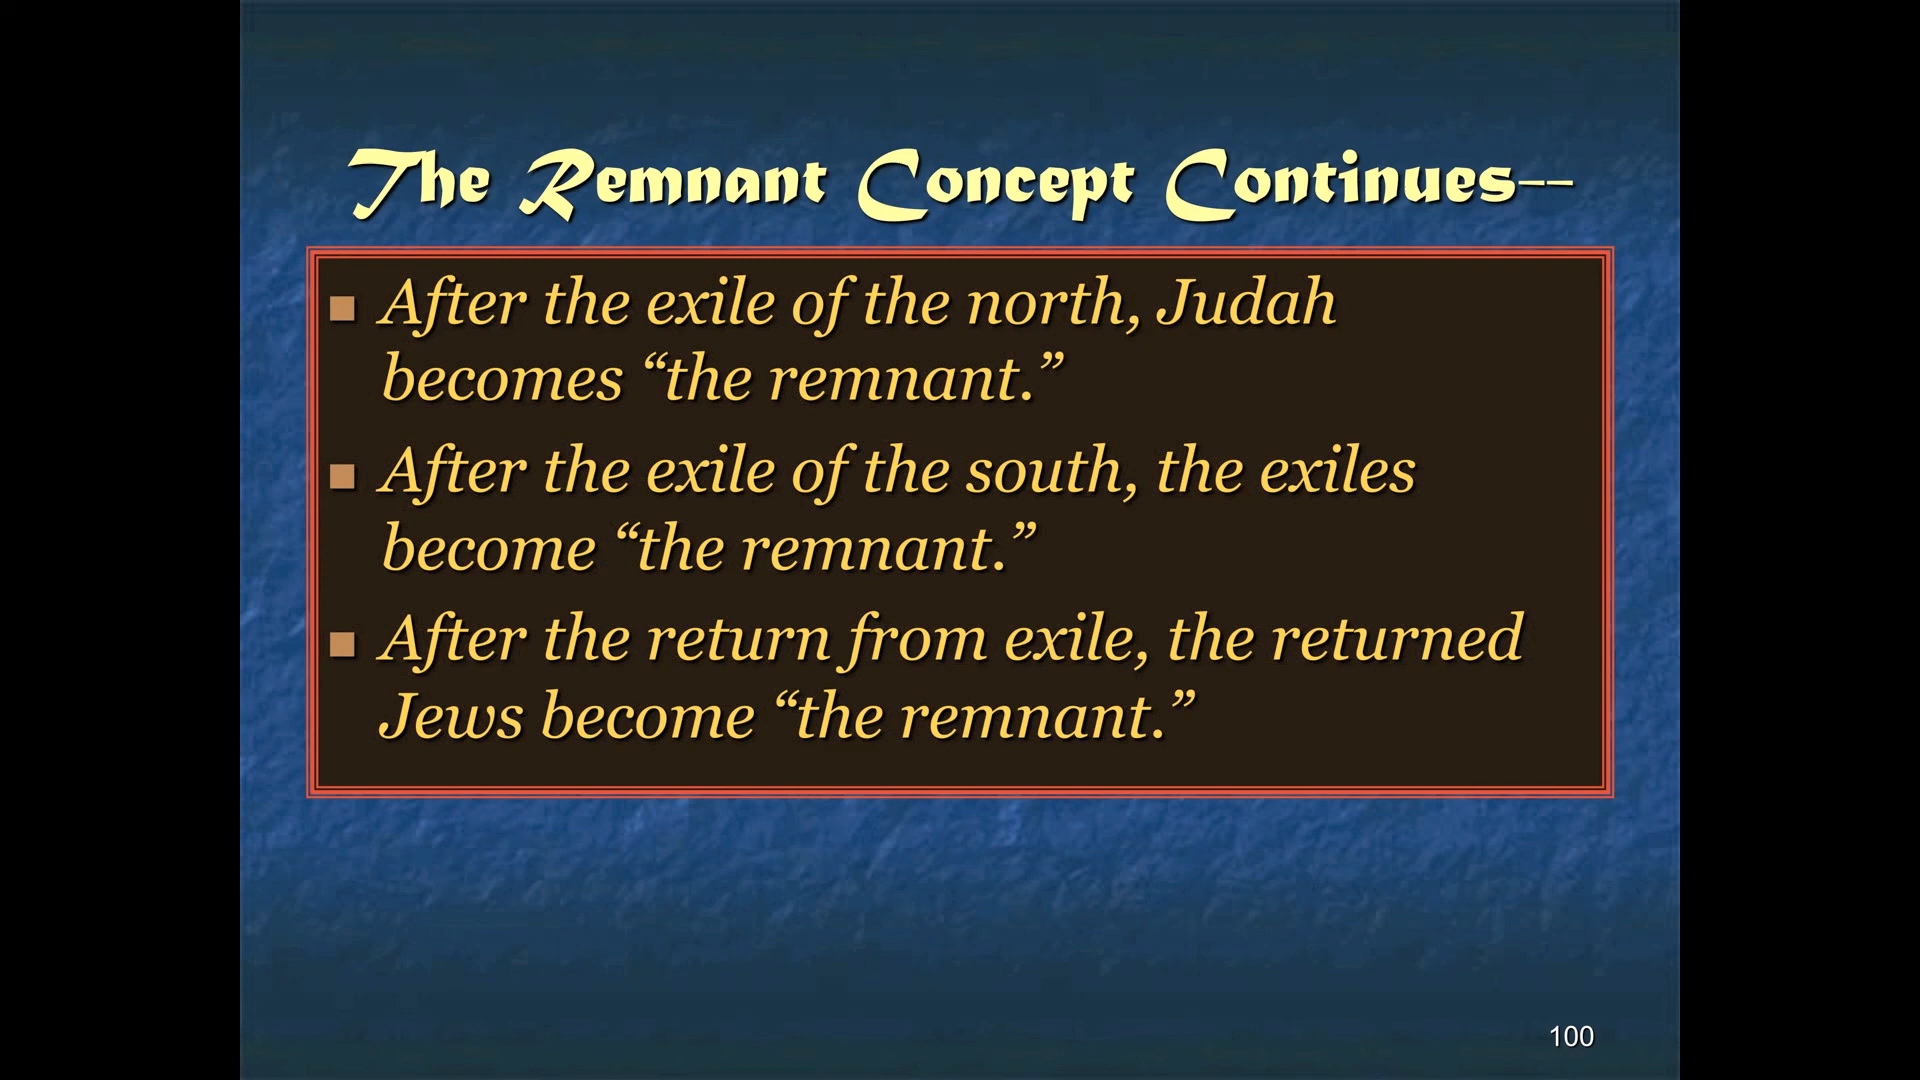 The Remnant Concept Continues--
■ After the exile of the north, Judah
becomes “the remnant.”
■ After the exile of the south, the exiles
become “the remnant.”
■ After the return from exile, the returned
Jews become “the remnant.”
100